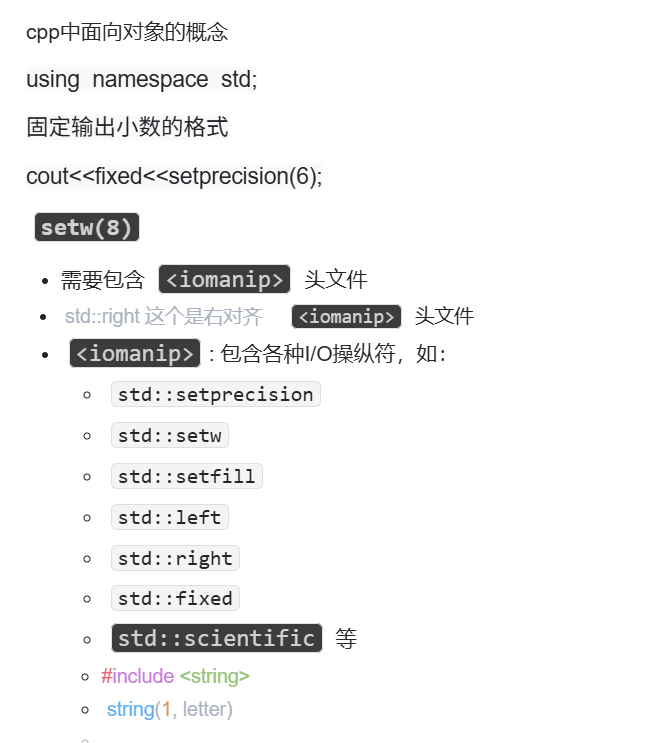 cpp中面向对象的概念
using namespace std;
固定输出小数的格式
cout<<fixed<<setprecision(6);
setw(8)
需要包含 <iomanip> 头文件
std::right 这个是右对齐 <iomanip> 头文件
<iomanip> : 包含各种I/O操纵符，如：
std::setprecision
std::setw
std::setfill
std::left
std::right
std::fixed
std::scientific 等
#include <string>
string(1, letter)